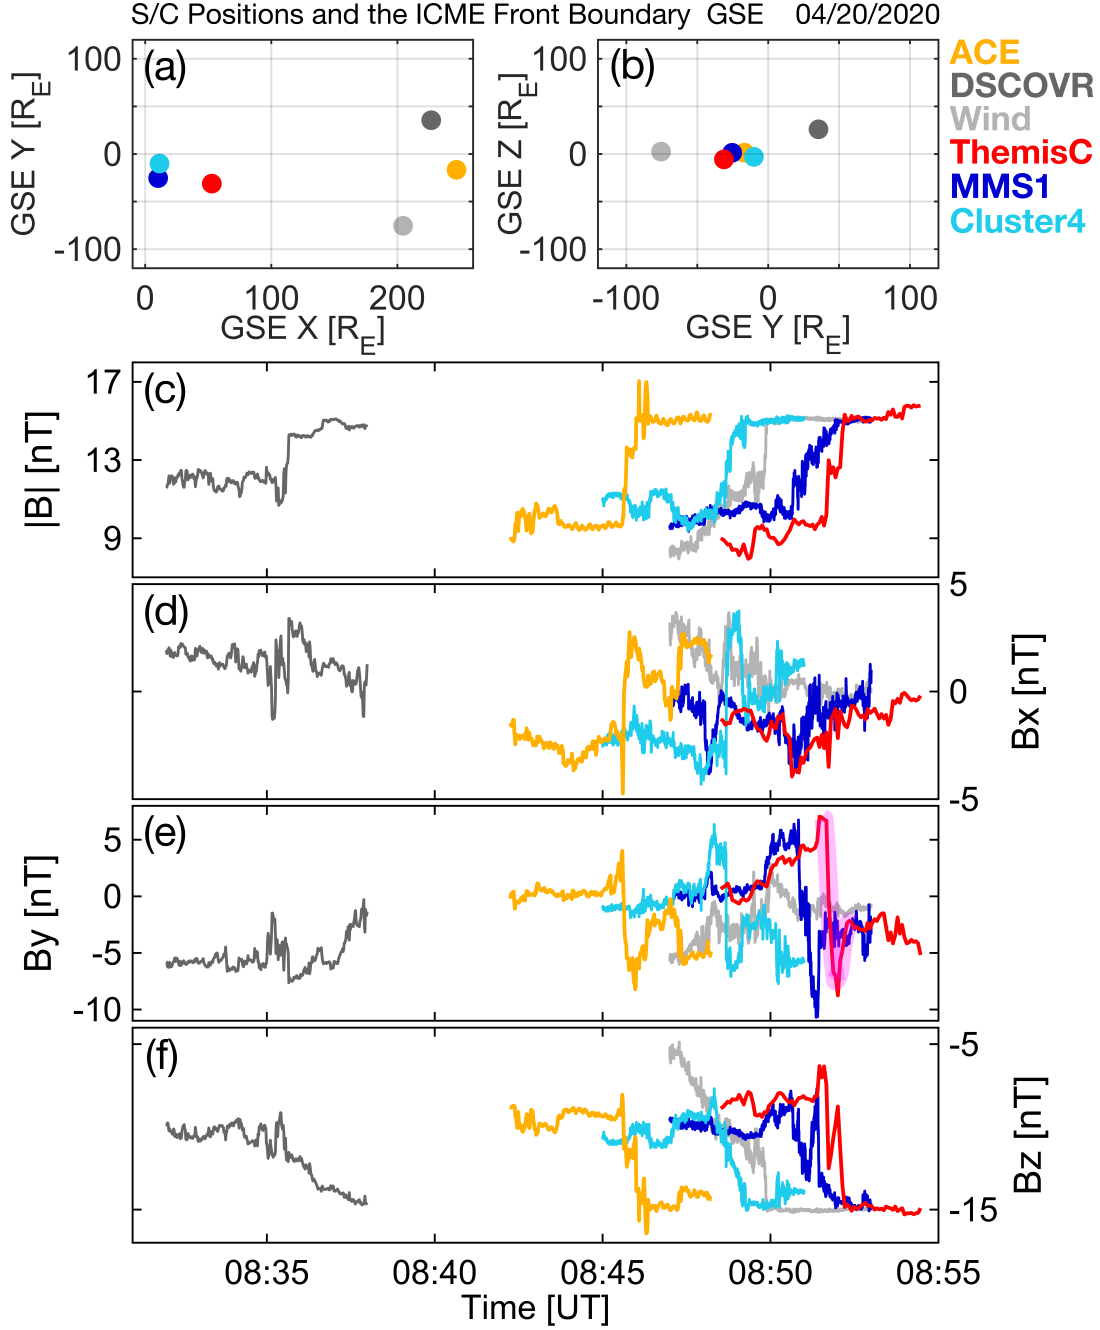 S/C Positions and the ICME Front Boundary GSE 04/20/2020
ACE
DSCOVR
Wind
ThemisC
MMS1
Cluster4
(a)
GSE Y [RE]
100
0
-100
0 100 200
GSE X [RE]
(b)
GSE Z [RE]
100
0
-100
-100 0 100
GSE Y [RE]
(c)
|B| [nT]
17
13
9
(d)
5
0
-5
Bx [nT]
(e)
By [nT]
5
0
-5
-10
(f)
-5
-15
Bz [nT]
08:35 08:40 08:45 08:50 08:55
Time [UT]